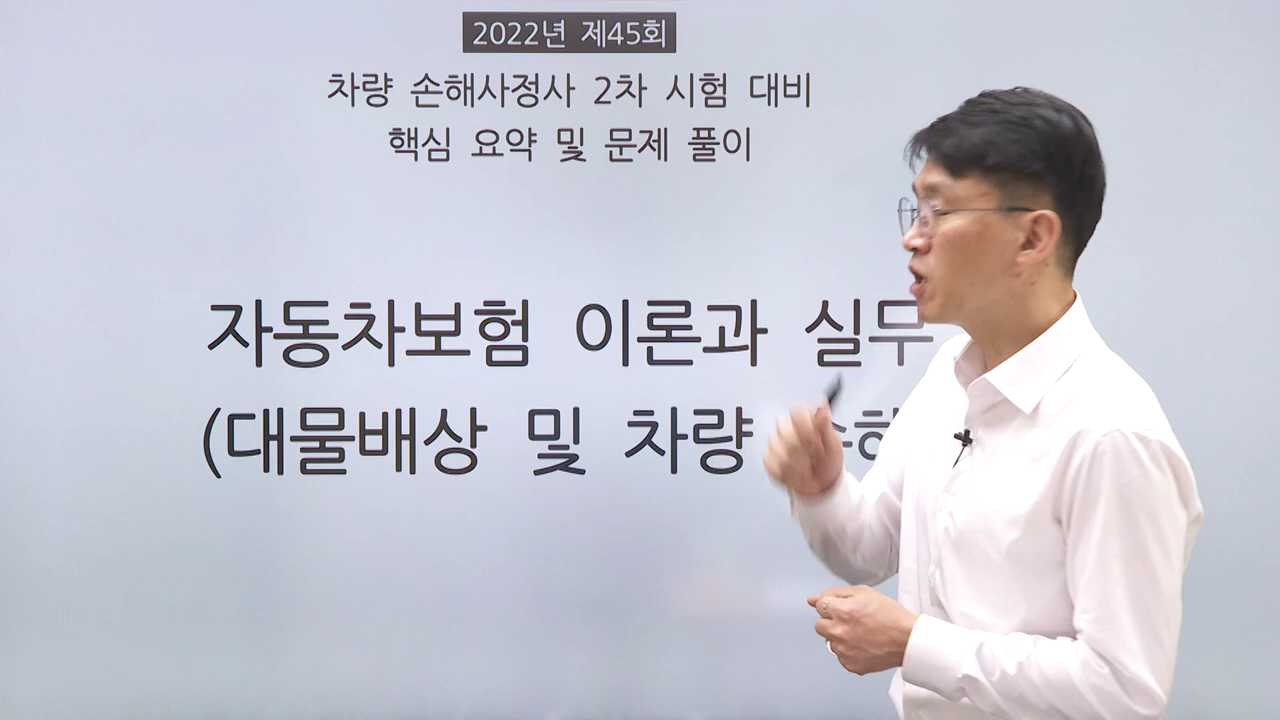 2022년 제45회
차량 손해사정사 2차 시험 대비
핵심 요약 및 문제 풀이
자동차보험 이론과 실무
(대물배상 및 차량